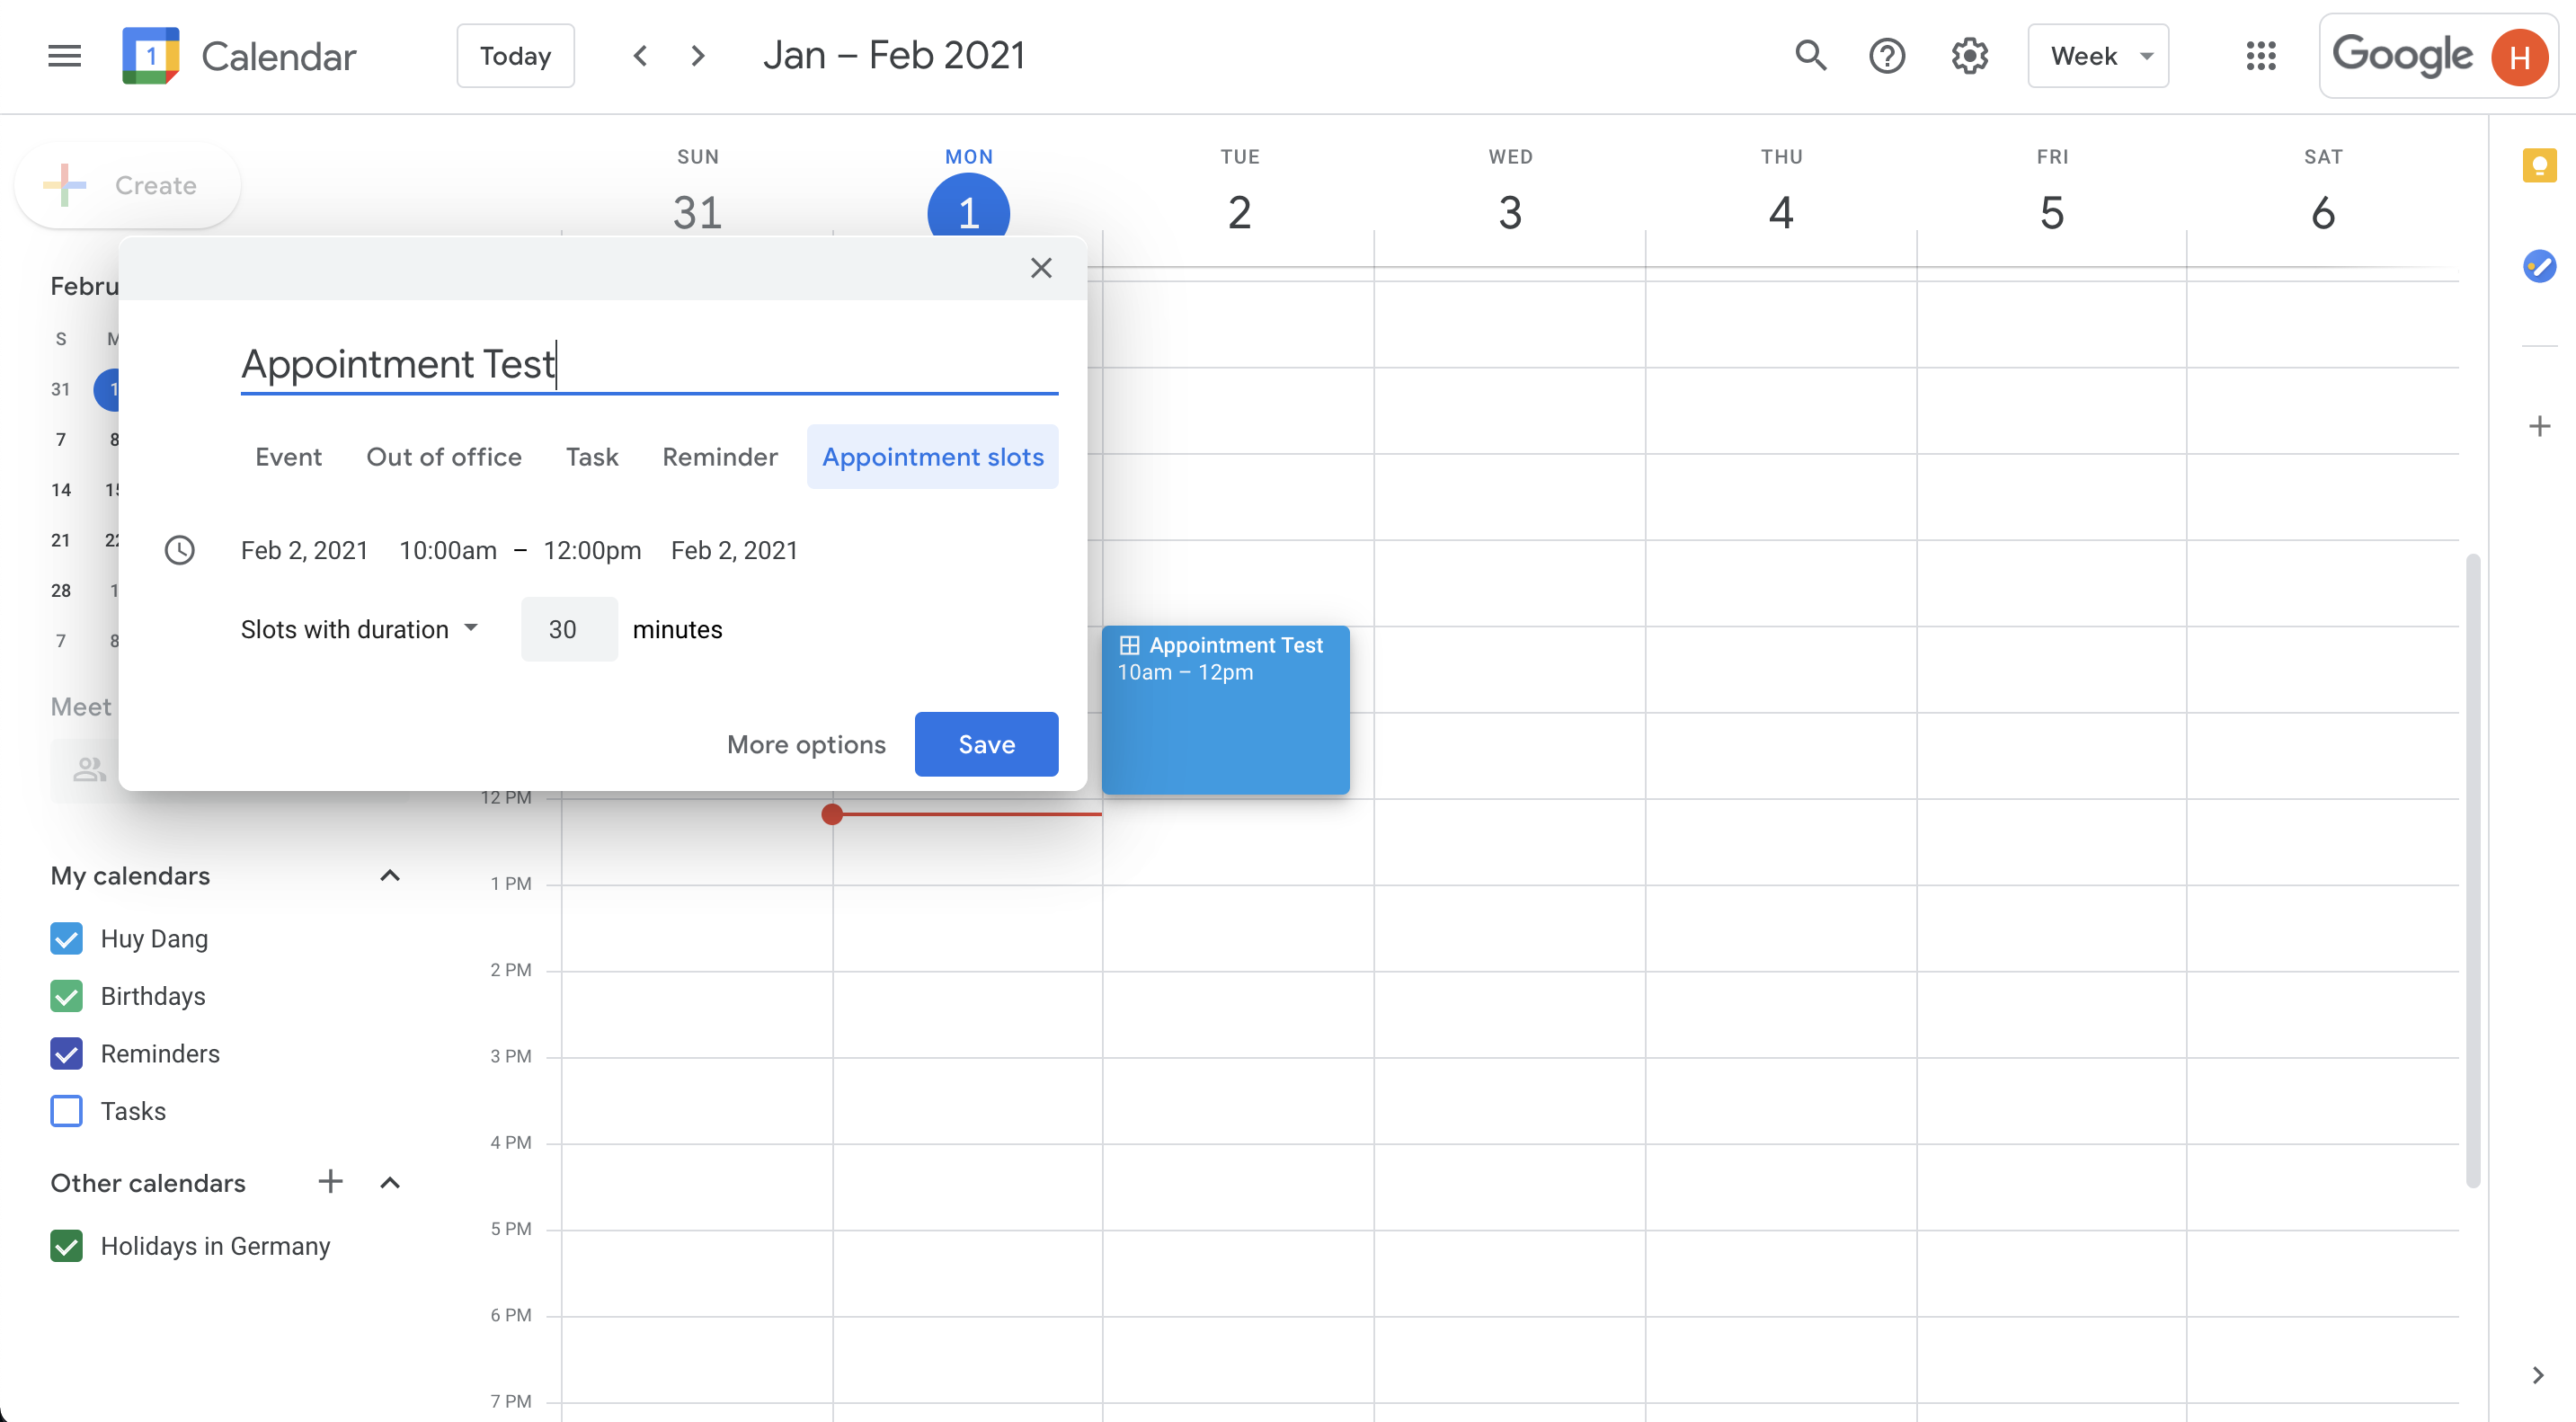 1 Calendar Today Jan – Feb 2021 Week Google H
Create
SUN MON TUE WED THU FRI SAT
31 1 2 3 4 5 6
Febru
S M
31 1
7 8
14 15
21 22
28 1
7 8
Meet
Appointment Test
Event Out of office Task Reminder Appointment slots
Feb 2, 2021 10:00am – 12:00pm Feb 2, 2021
Slots with duration 30 minutes
More options Save
Appointment Test
10am – 12pm
12 PM
1 PM
2 PM
3 PM
4 PM
5 PM
6 PM
7 PM
My calendars
Huy Dang
Birthdays
Reminders
Tasks
Other calendars
Holidays in Germany